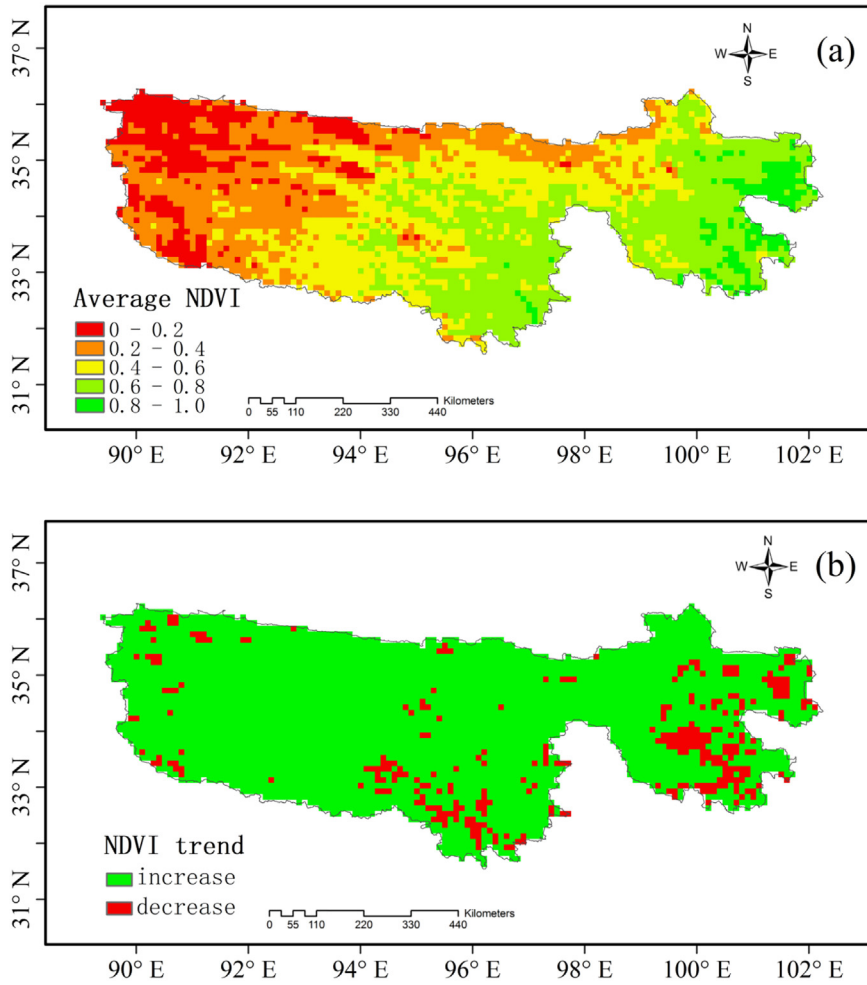 (a)
N
W E
S
37° N
35° N
33° N
31° N
Average NDVI
0 - 0.2
0.2 - 0.4
0.4 - 0.6
0.6 - 0.8
0.8 - 1.0
Kilometers
0 55 110 220 330 440
90° E 92° E 94° E 96° E 98° E 100° E 102° E
(b)
N
W E
S
37° N
35° N
33° N
31° N
NDVI trend
increase
decrease
Kilometers
0 55 110 220 330 440
90° E 92° E 94° E 96° E 98° E 100° E 102° E